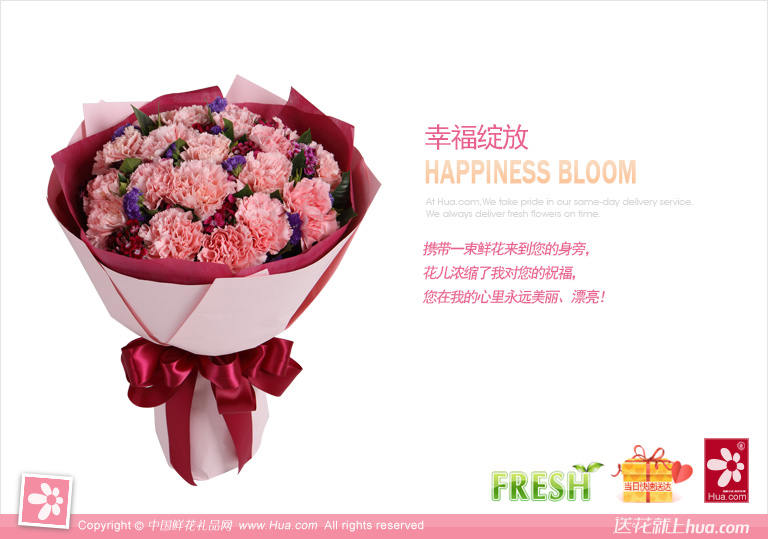 幸福绽放
HAPPINESS BLOOM
At Hua.com,We take pride in our same-day delivery service.
We always deliver fresh flowers on time.
携带一束鲜花来到您的身旁，
花儿浓缩了我对您的祝福，
您在我的心里永远美丽、漂亮！
FRESH
当日快速送达
Hua.com
Copyright © 中国鲜花礼品网 www.Hua.com All rights reserved
送花就上hua.com